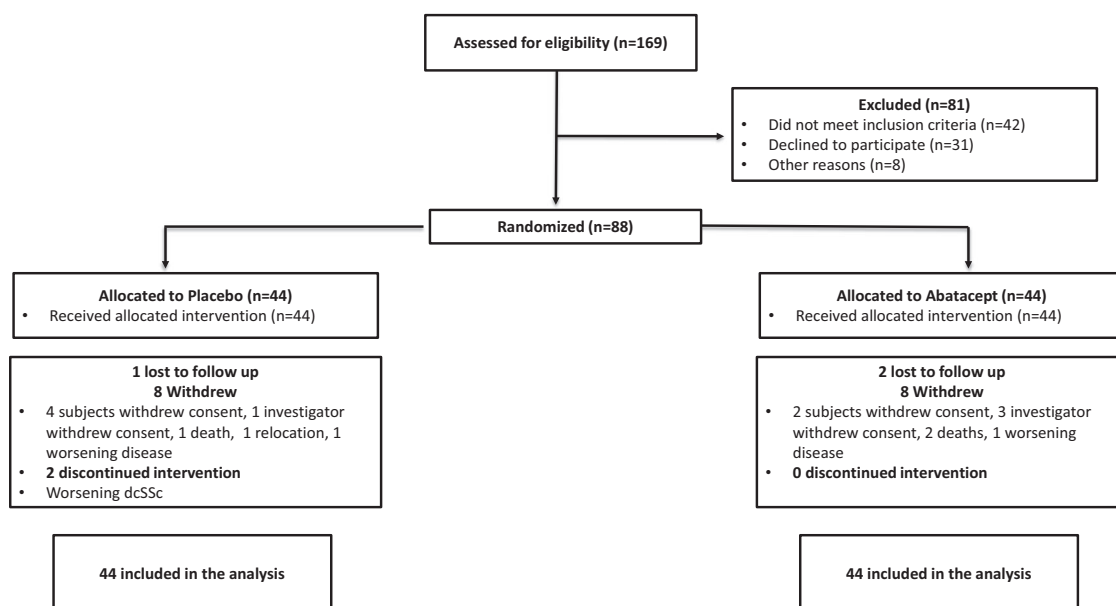 Assessed for eligibility (n=169)
Excluded (n=81)
• Did not meet inclusion criteria (n=42)
• Declined to participate (n=31)
• Other reasons (n=8)
Randomized (n=88)
Allocated to Placebo (n=44)
• Received allocated intervention (n=44)
Allocated to Abatacept (n=44)
• Received allocated intervention (n=44)
1 lost to follow up
8 Withdrew
• 4 subjects withdrew consent, 1 investigator
withdrew consent, 1 death, 1 relocation, 1
worsening disease
• 2 discontinued intervention
• Worsening dcSSc
2 lost to follow up
8 Withdrew
• 2 subjects withdrew consent, 3 investigator
withdrew consent, 2 deaths, 1 worsening
disease
• 0 discontinued intervention
44 included in the analysis
44 included in the analysis